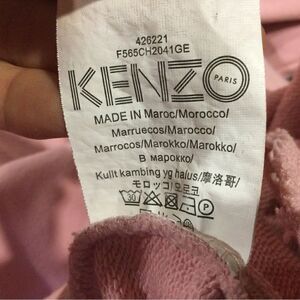 426221
F565CH2041GE
KENZO
PARIS
MADE IN Maroc/Morocco/
Marruecos/Marocco/
Marrocos/Marokko/Marokko/
В марокко/
Kullt kambing yg halus/摩洛哥/
モロッコ/모로코
30
P